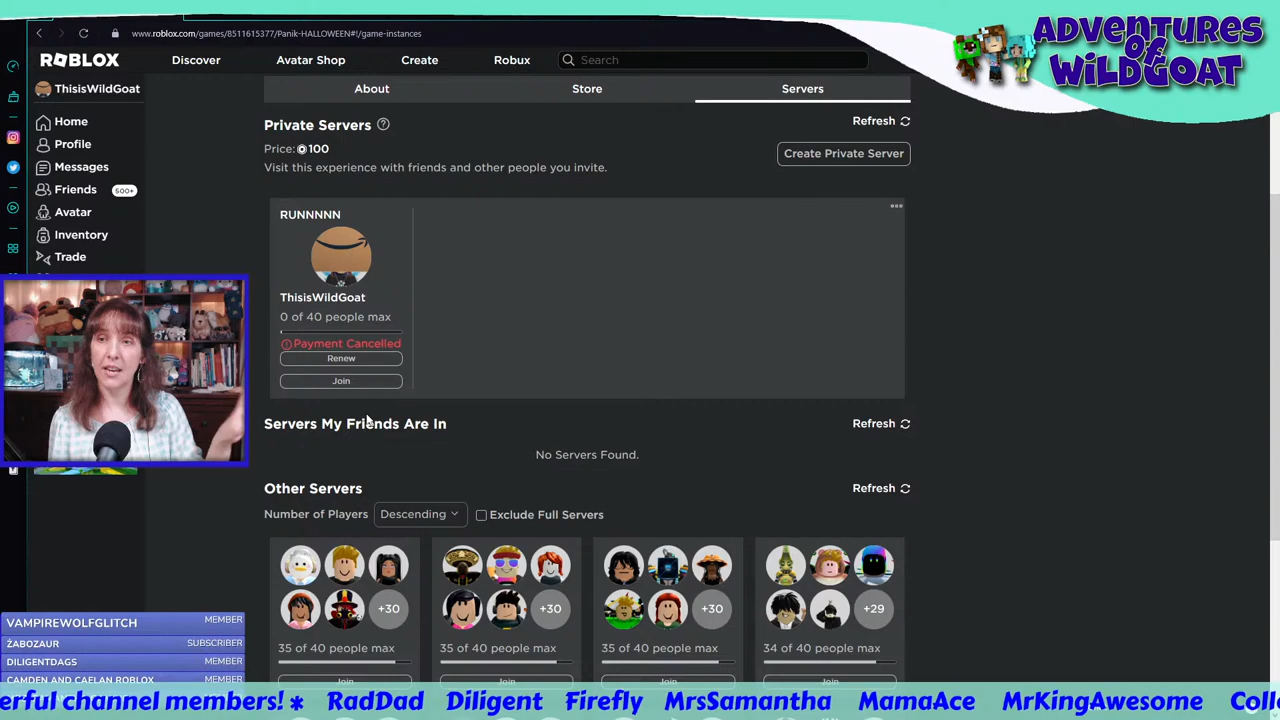 www.roblox.com/games/8511615377/Panik-HALLOWEEN#!/game-instances
ADVENTURES
OF
WILDGOAT
ROBLOX
Discover
Avatar Shop
Create
Robux
Search
ThisisWildGoat
Home
Profile
Messages
Friends
500+
Avatar
Inventory
Trade
About
Store
Servers
Private Servers
Refresh
Price: 100
Create Private Server
Visit this experience with friends and other people you invite.
RUNNNNN
ThisisWildGoat
0 of 40 people max
Payment Cancelled
Renew
Join
Servers My Friends Are In
Refresh
No Servers Found.
Other Servers
Refresh
Number of Players
Descending
Exclude Full Servers
+30
+30
+30
+29
35 of 40 people max
35 of 40 people max
35 of 40 people max
34 of 40 people max
Join
Join
Join
Join
VAMPIREWOLFGLITCH MEMBER
ŻABOZAUR SUBSCRIBER
DILIGENTDAGS MEMBER
CAMDEN AND CAELAN ROBLOX MEMBER
erful channel members! * RadDad Diligent Firefly MrsSamantha MamaAce MrKingAwesome Coll